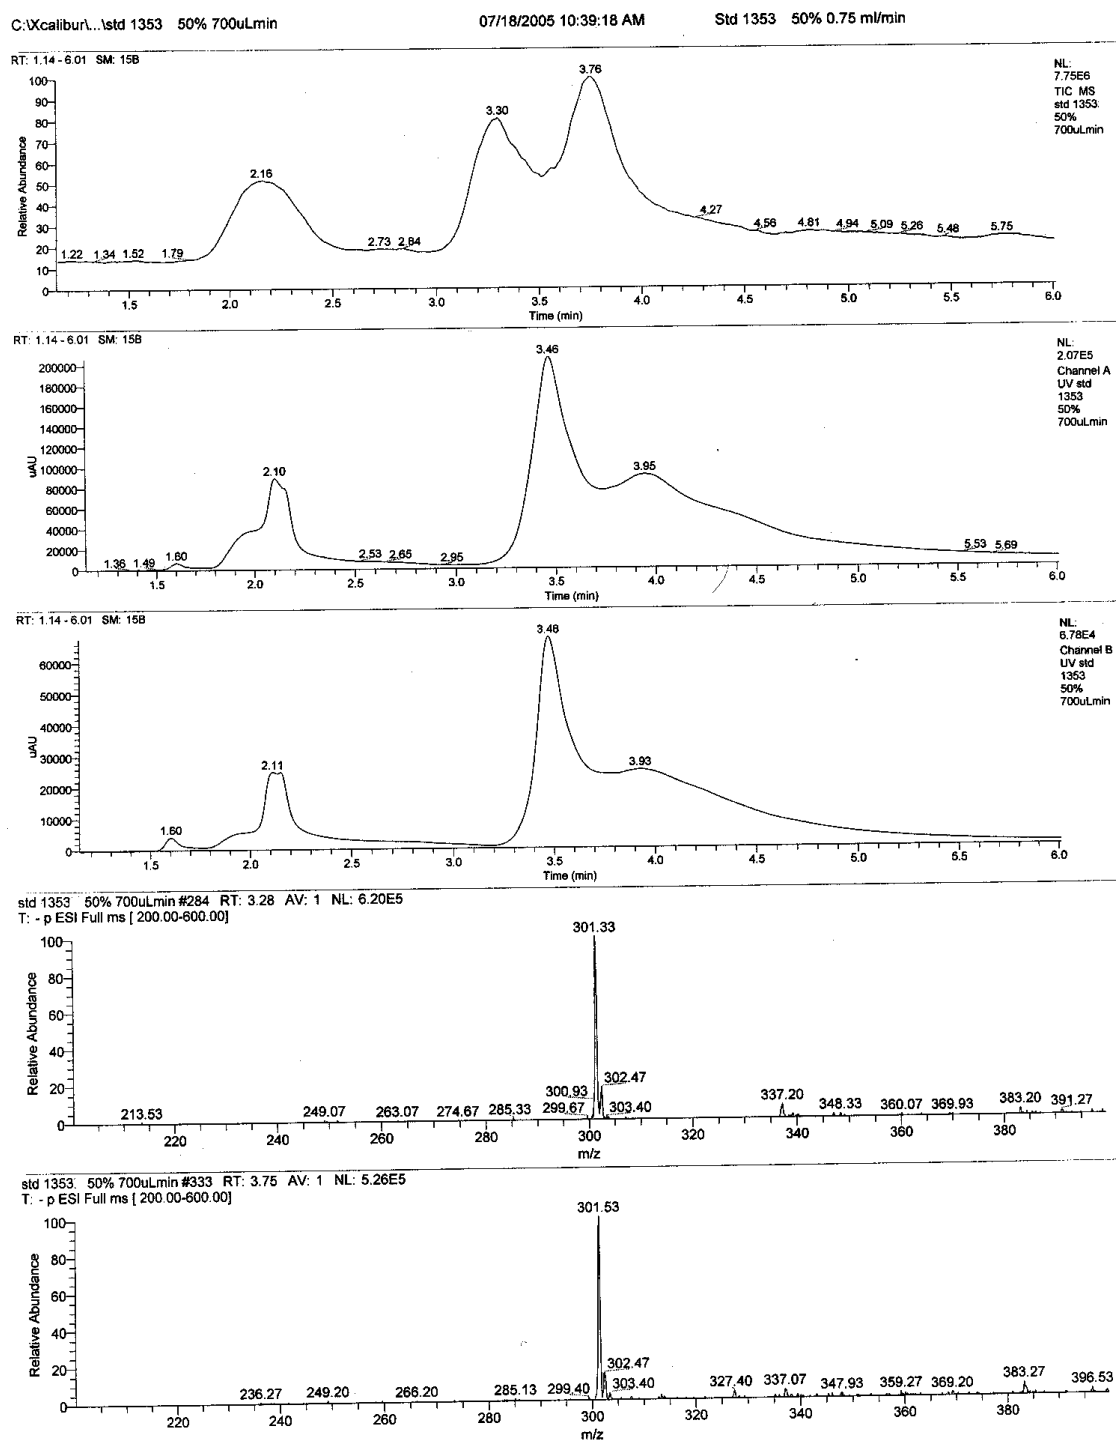 C:\Xcalibur\...\std 1353 50% 700uLmin 07/18/2005 10:39:18 AM Std 1353 50% 0.75 ml/min
RT: 1.14 - 6.01 SM: 15B
NL:
7.75E6
TIC MS
std 1353
50%
700uLmin
Relative Abundance
100
90
80
70
60
50
40
30
20
10
0
1.22 1.34 1.52 1.79 2.16 2.73 2.84 3.30 3.76 4.27 4.56 4.81 4.94 5.09 5.26 5.48 5.75
1.5 2.0 2.5 3.0 3.5 4.0 4.5 5.0 5.5 6.0
Time (min)
RT: 1.14 - 6.01 SM: 15B
NL:
2.07E5
Channel A
UV std
1353
50%
700uLmin
uAU
200000
180000
160000
140000
120000
100000
80000
60000
40000
20000
0
1.36 1.49 1.60 2.10 2.53 2.65 2.95 3.46 3.95 5.53 5.69
1.5 2.0 2.5 3.0 3.5 4.0 4.5 5.0 5.5 6.0
Time (min)
RT: 1.14 - 6.01 SM: 15B
NL:
6.78E4
Channel B
UV std
1353
50%
700uLmin
uAU
60000
50000
40000
30000
20000
10000
0
1.60 2.11 3.46 3.93
1.5 2.0 2.5 3.0 3.5 4.0 4.5 5.0 5.5 6.0
Time (min)
std 1353 50% 700uLmin #284 RT: 3.28 AV: 1 NL: 6.20E5
T: - p ESI Full ms [ 200.00-600.00]
Relative Abundance
100
80
60
40
20
0
213.53 249.07 263.07 274.67 285.33 299.67 300.93 301.33 302.47 303.40 337.20 348.33 360.07 369.93 383.20 391.27
220 240 260 280 300 320 340 360 380
m/z
std 1353 50% 700uLmin #333 RT: 3.75 AV: 1 NL: 5.26E5
T: - p ESI Full ms [ 200.00-600.00]
Relative Abundance
100
80
60
40
20
0
236.27 249.20 266.20 285.13 299.40 301.53 302.47 303.40 327.40 337.07 347.93 359.27 369.20 383.27 396.53
220 240 260 280 300 320 340 360 380
m/z